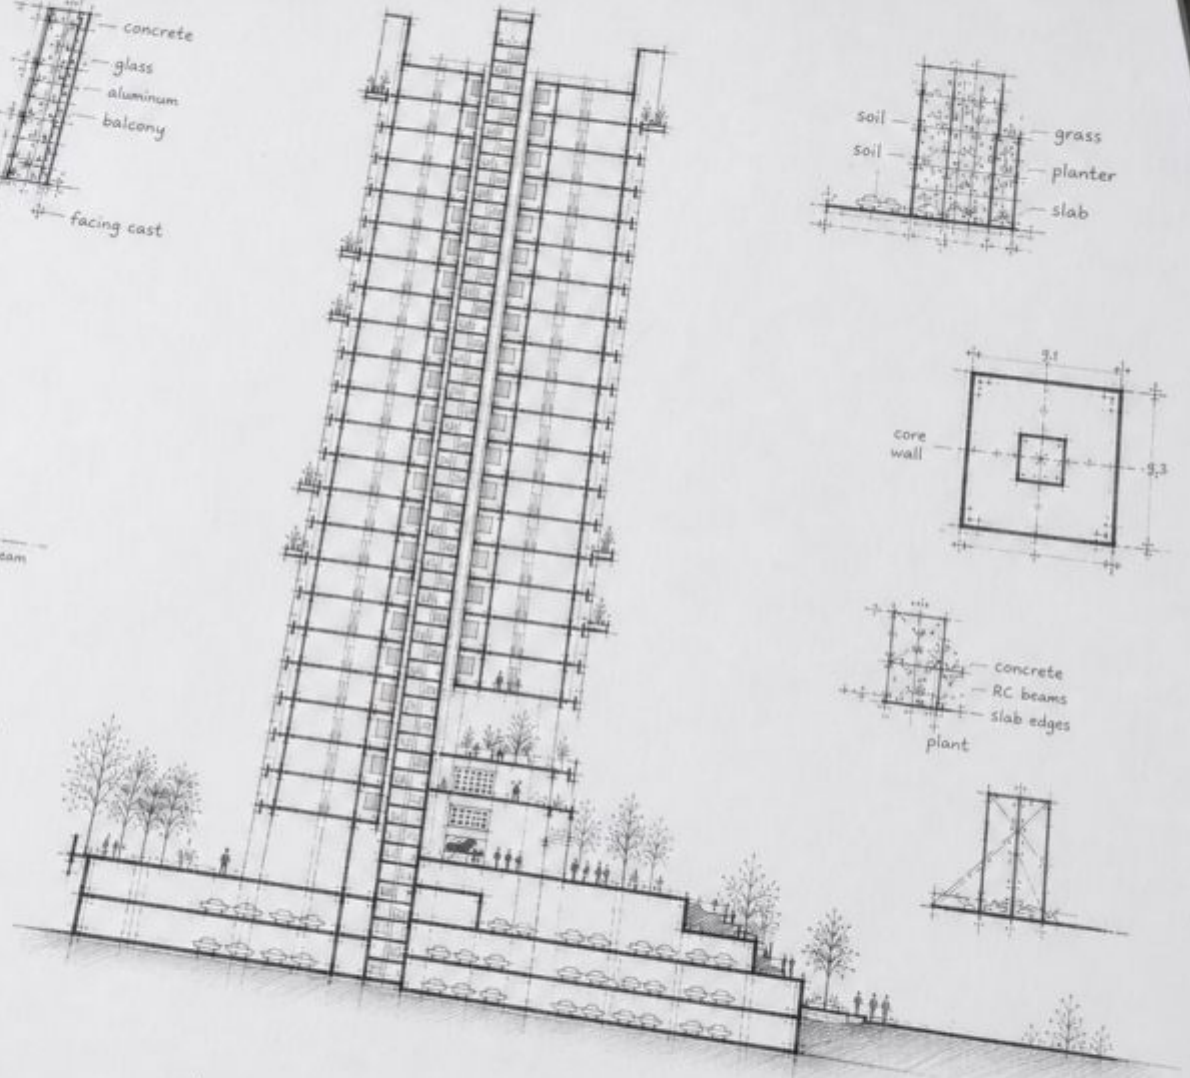 concrete
glass
aluminum
balcony
facing cast
eam
soil
soil
grass
planter
slab
9.1
core
wall
9.3
concrete
RC beams
slab edges
plant